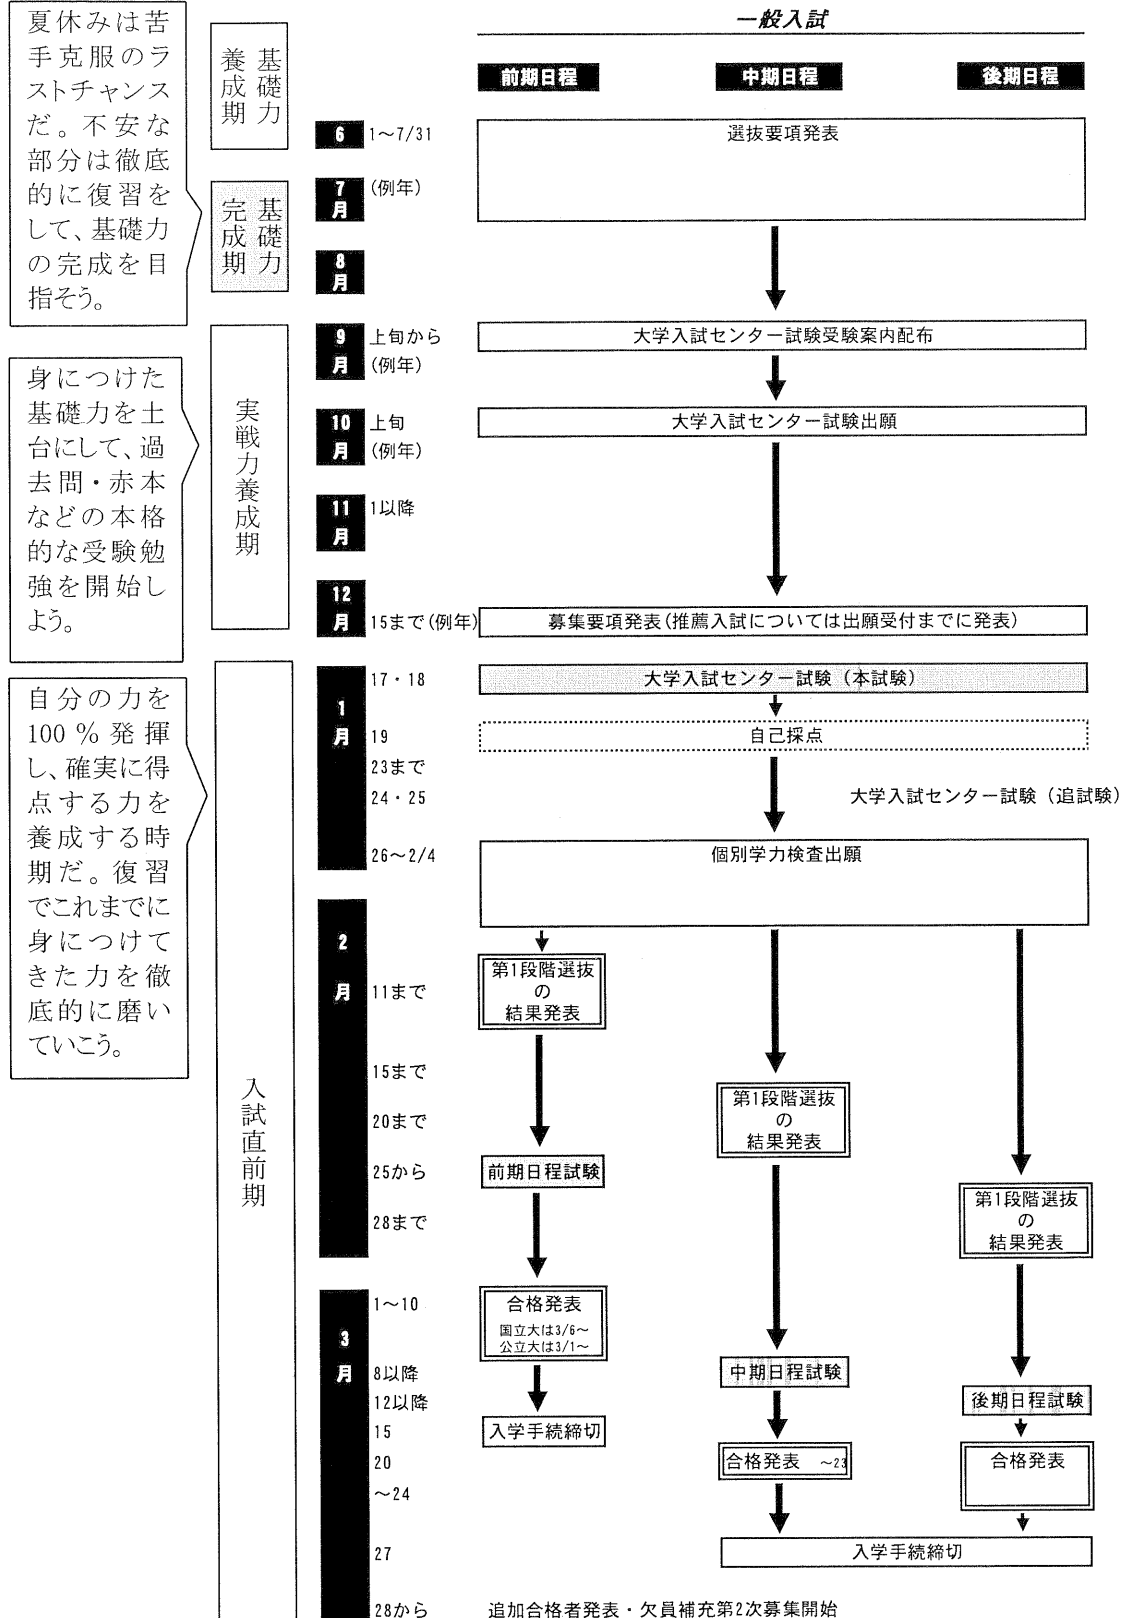 夏休みは苦
手克服のラ
ストチャンス
だ。不安な
部分は徹底
的に復習を
して、基礎力
の完成を目
指そう。
身につけた
基礎力を土
台にして、過
去問・赤本
などの本格
的な受験勉
強を開始し
よう。
自分の力を
100％発揮
し、確実に得
点する力を
養成する時
期だ。復習
でこれまでに
身につけて
きた力を徹
底的に磨い
ていこう。
基礎力
養成期
基礎力
完成期
実戦力養成期
入試直前期
一般入試
前期日程 中期日程 後期日程
6 1～7/31 選抜要項発表
7 (例年)
月
8
月
9 上旬から 大学入試センター試験受験案内配布
月 (例年)
10 上旬 大学入試センター試験出願
月 (例年)
11 1以降
月
12
月 15まで(例年) 募集要項発表(推薦入試については出願受付までに発表)
17・18 大学入試センター試験（本試験）
1
月 19 自己採点
23まで
24・25 大学入試センター試験（追試験）
26～2/4 個別学力検査出願
2
月 11まで
第1段階選抜
の
結果発表
15まで
20まで
第1段階選抜
の
結果発表
25から 前期日程試験
28まで
第1段階選抜
の
結果発表
3
月
1～10 合格発表
国立大は3/6～
公立大は3/1～
8以降 中期日程試験
12以降 後期日程試験
15 入学手続締切
20 合格発表 ～23 合格発表
～24
27 入学手続締切
28から 追加合格者発表・欠員補充第2次募集開始